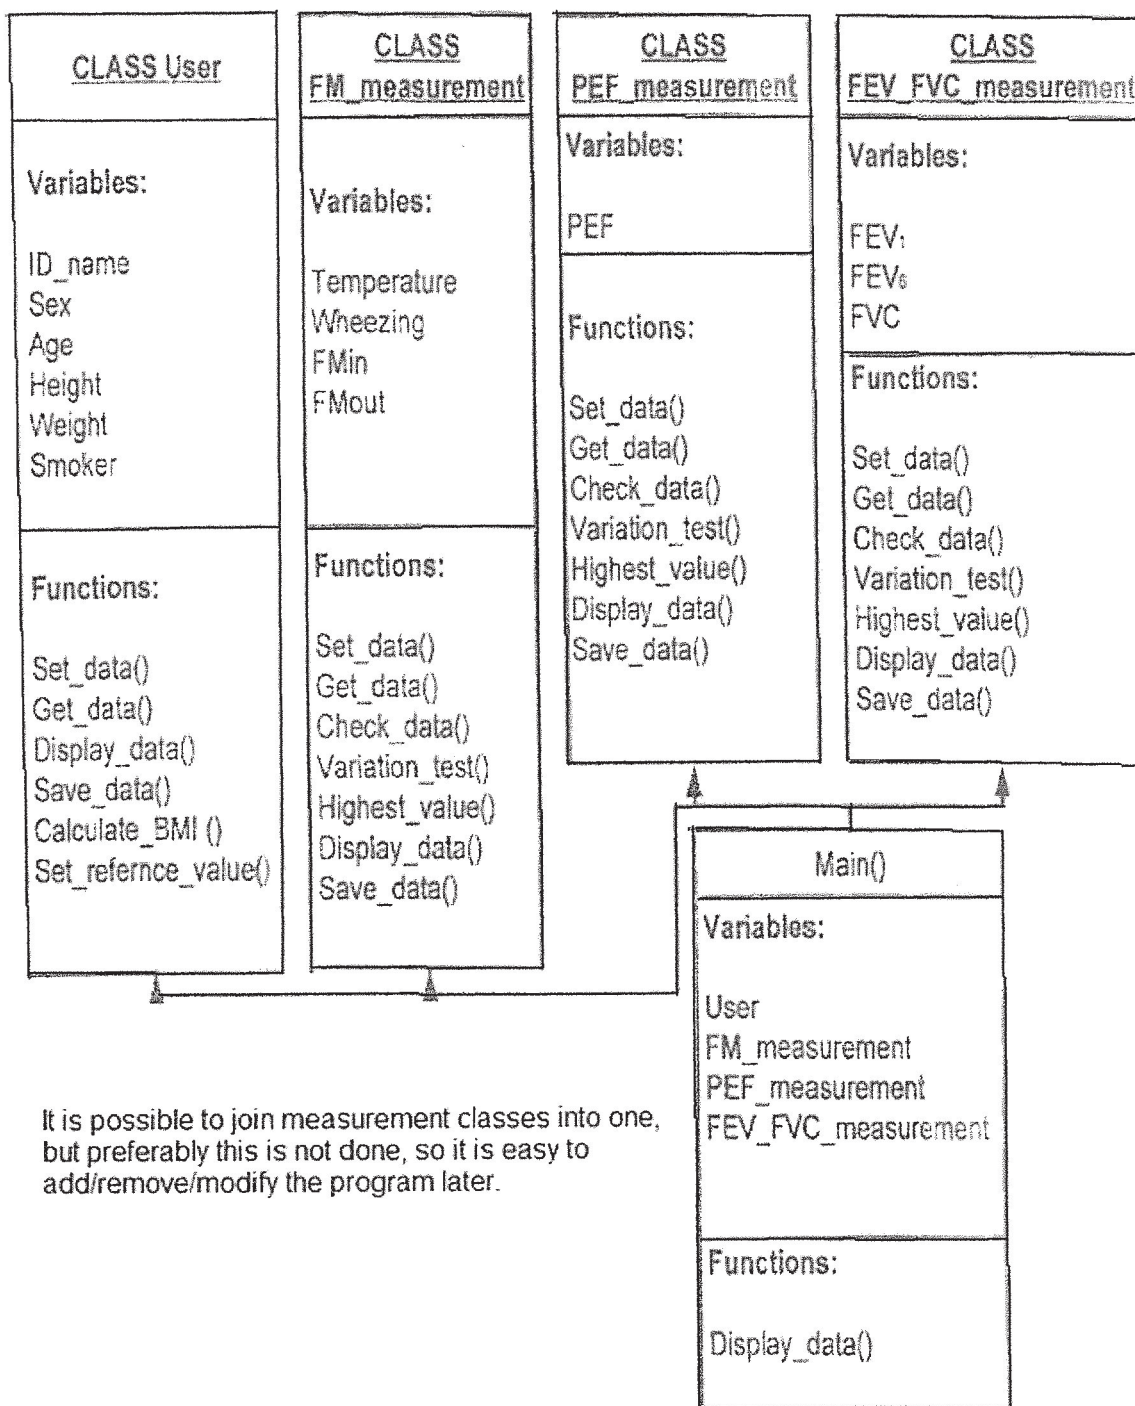 CLASS User
Variables:
ID_name
Sex
Age
Height
Weight
Smoker
Functions:
Set_data()
Get_data()
Display_data()
Save_data()
Calculate_BMI ()
Set_refernce_value()
CLASS
FM_measurement
Variables:
Temperature
Wheezing
FMin
FMout
Functions:
Set_data()
Get_data()
Check_data()
Variation_test()
Highest_value()
Display_data()
Save_data()
CLASS
PEF_measurement
Variables:
PEF
Functions:
Set_data()
Get_data()
Check_data()
Variation_test()
Highest_value()
Display_data()
Save_data()
CLASS
FEV_FVC_measurement
Variables:
FEV₁
FEV₆
FVC
Functions:
Set_data()
Get_data()
Check_data()
Variation_test()
Highest_value()
Display_data()
Save_data()
Main()
Variables:
User
FM_measurement
PEF_measurement
FEV_FVC_measurement
Functions:
Display_data()
It is possible to join measurement classes into one,
but preferably this is not done, so it is easy to
add/remove/modify the program later.